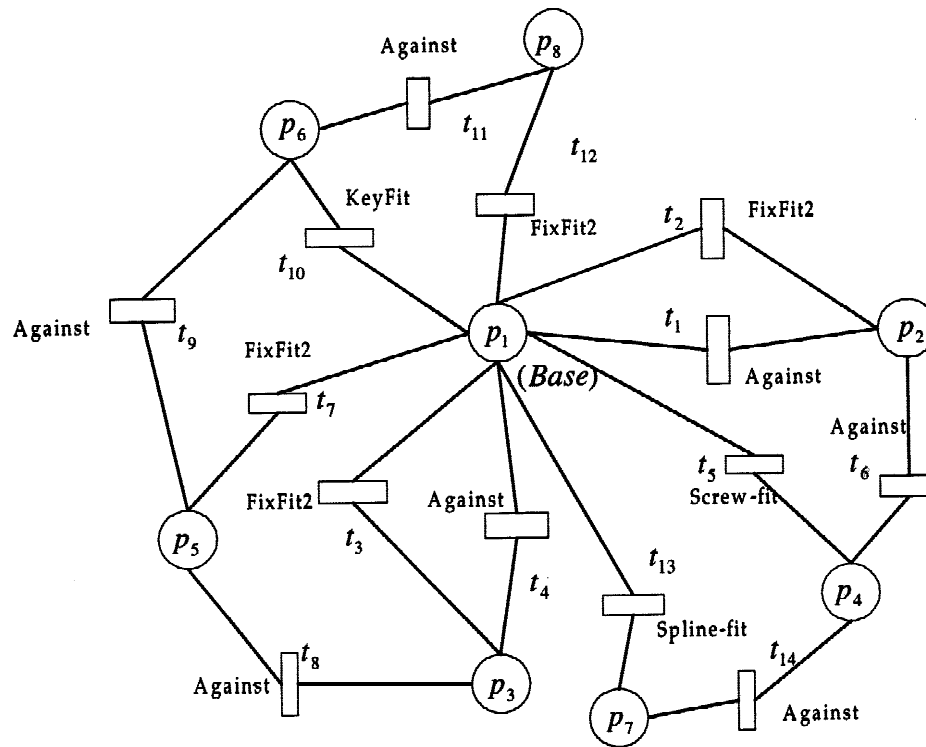 Against
p8
p6
t11
t12
KeyFit
FixFit2
t2
FixFit2
t10
Against
t9
p1
t1
p2
(Base)
Against
FixFit2
t7
Against
t5
t6
Screw-fit
FixFit2
Against
t3
p5
t4
t13
p4
Spline-fit
t8
t14
Against
p3
p7
Against